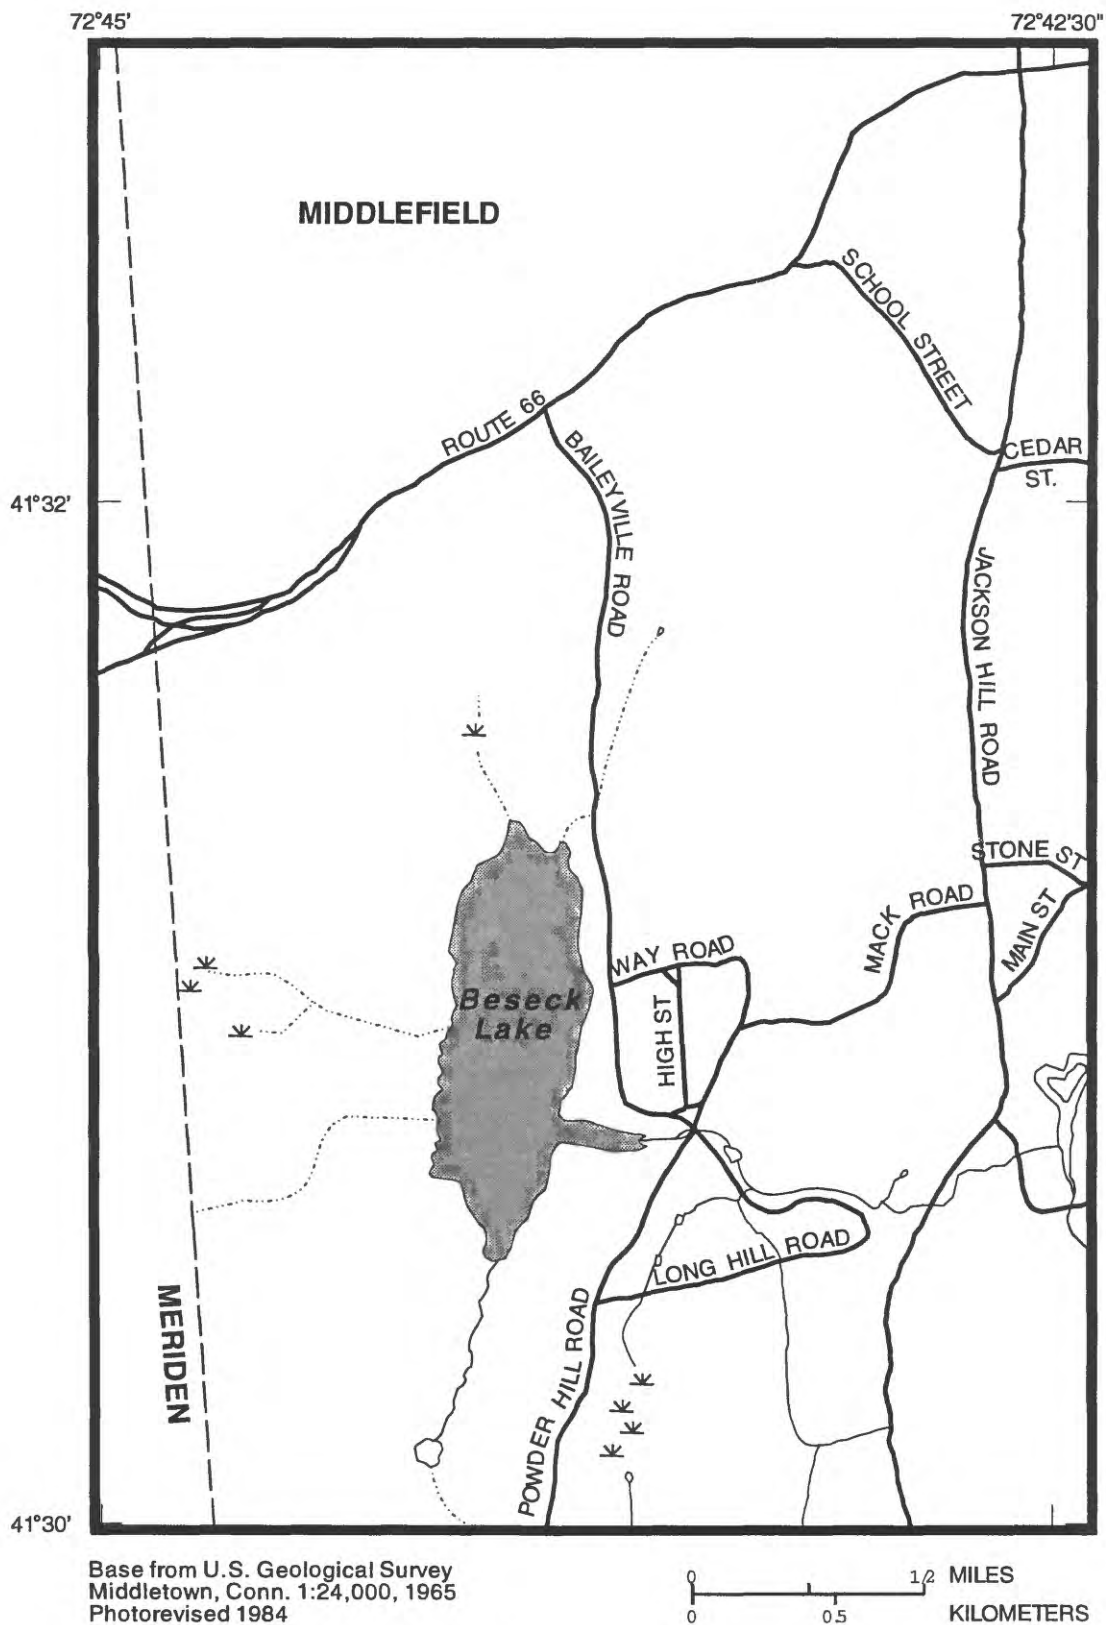 72°45'
72°42'30"
MIDDLEFIELD
SCHOOL STREET
ROUTE 66
BAILEYVILLE ROAD
CEDAR
ST.
41°32'
JACKSON HILL ROAD
STONE ST
MACK ROAD
MAIN ST
WAY ROAD
Beseck
Lake
HIGH ST
LONG HILL ROAD
MERIDEN
POWDER HILL ROAD
41°30'
Base from U.S. Geological Survey
Middletown, Conn. 1:24,000, 1965
Photorevised 1984
0 1/2 MILES
0 0.5 KILOMETERS